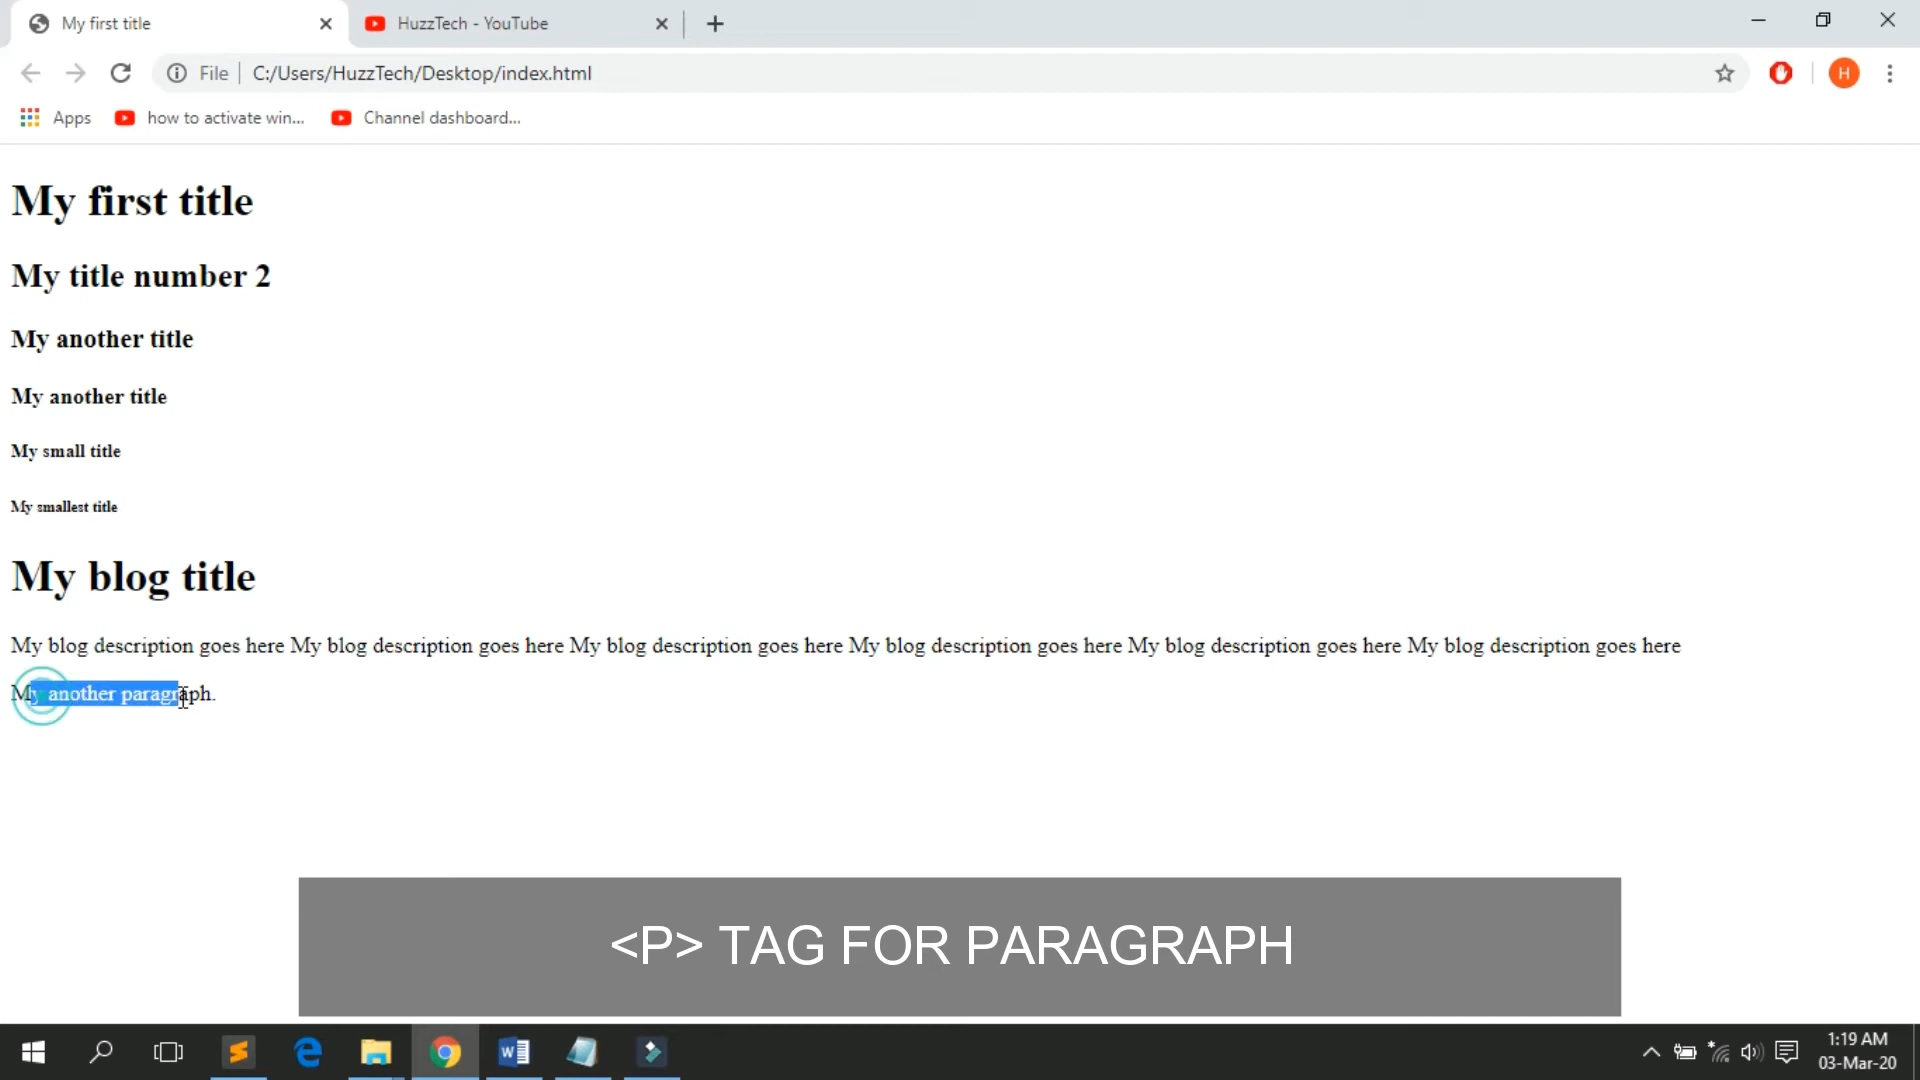 My first title
HuzzTech - YouTube
File
C:/Users/HuzzTech/Desktop/index.html
H
Apps
how to activate win...
Channel dashboard...
My first title
My title number 2
My another title
My another title
My small title
My smallest title
My blog title
My blog description goes here My blog description goes here My blog description goes here My blog description goes here My blog description goes here My blog description goes here
My another paragraph.
<P> TAG FOR PARAGRAPH
1:19 AM
03-Mar-20